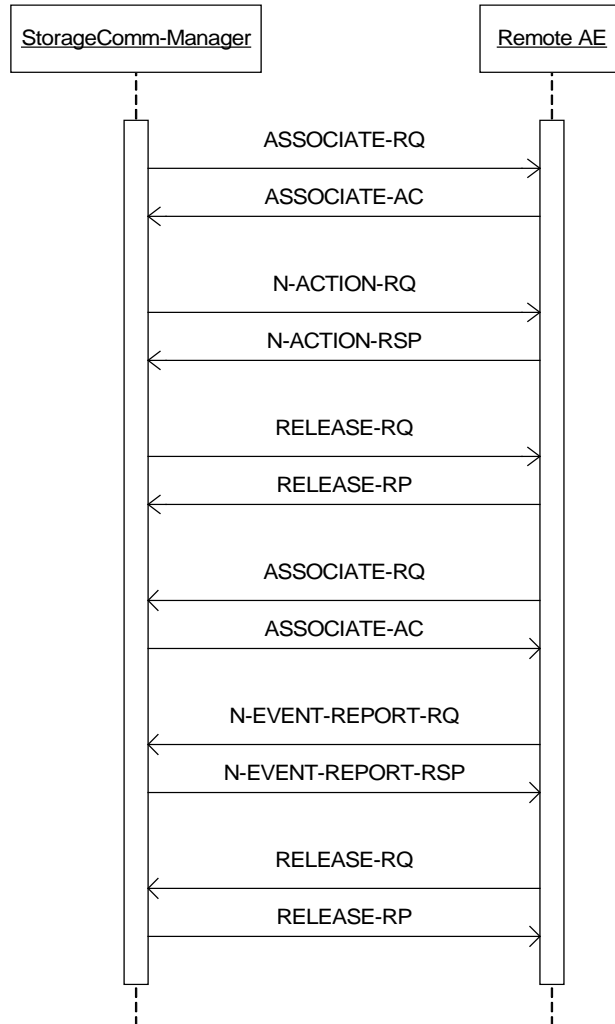 StorageComm-Manager
Remote AE
ASSOCIATE-RQ
ASSOCIATE-AC
N-ACTION-RQ
N-ACTION-RSP
RELEASE-RQ
RELEASE-RP
ASSOCIATE-RQ
ASSOCIATE-AC
N-EVENT-REPORT-RQ
N-EVENT-REPORT-RSP
RELEASE-RQ
RELEASE-RP